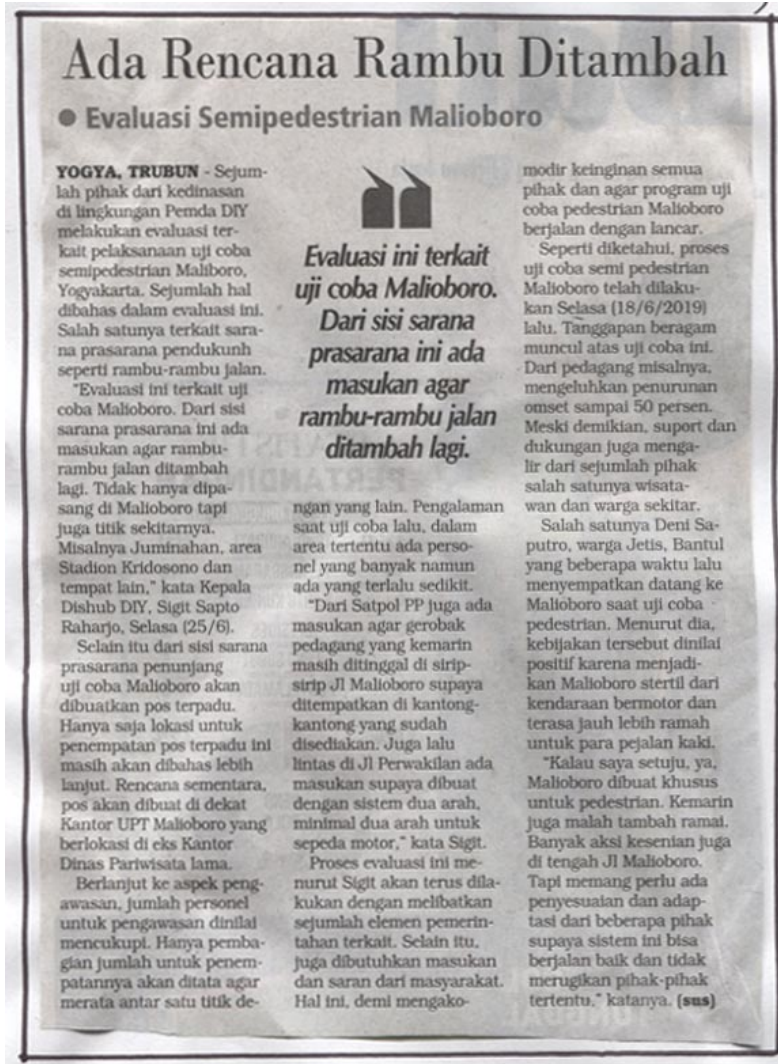 Ada Rencana Rambu Ditambah
● Evaluasi Semipedestrian Malioboro
YOGYA, TRUBUN - Sejum-
lah pihak dari kedinasan
di lingkungan Pemda DIY
melakukan evaluasi ter-
kait pelaksanaan uji coba
semipedestrian Maliboro,
Yogyakarta. Sejumlah hal
dibahas dalam evaluasi ini.
Salah satunya terkait sara-
na prasarana pendukunh
seperti rambu-rambu jalan.
"Evaluasi ini terkait uji
coba Malioboro. Dari sisi
sarana prasarana ini ada
masukan agar rambu-
rambu jalan ditambah
lagi. Tidak hanya dipa-
sang di Malioboro tapi
juga titik sekitarnya.
Misalnya Juminahan, area
Stadion Kridosono dan
tempat lain," kata Kepala
Dishub DIY, Sigit Sapto
Raharjo, Selasa (25/6).
Selain itu dari sisi sarana
prasarana penunjang
uji coba Malioboro akan
dibuatkan pos terpadu.
Hanya saja lokasi untuk
penempatan pos terpadu ini
masih akan dibahas lebih
lanjut. Rencana sementara,
pos akan dibuat di dekat
Kantor UPT Malioboro yang
berlokasi di eks Kantor
Dinas Pariwisata lama.
Berlanjut ke aspek peng-
awasan, jumlah personel
untuk pengawasan dinilai
mencukupi. Hanya pemba-
gian jumlah untuk penem-
patannya akan ditata agar
merata antar satu titik de-
Evaluasi ini terkait
uji coba Malioboro.
Dari sisi sarana
prasarana ini ada
masukan agar
rambu-rambu jalan
ditambah lagi.
ngan yang lain. Pengalaman
saat uji coba lalu, dalam
area tertentu ada perso-
nel yang banyak namun
ada yang terlalu sedikit.
"Dari Satpol PP juga ada
masukan agar gerobak
pedagang yang kemarin
masih ditinggal di sirip-
sirip Jl Malioboro supaya
ditempatkan di kantong-
kantong yang sudah
disediakan. Juga lalu
lintas di Jl Perwakilan ada
masukan supaya dibuat
dengan sistem dua arah,
minimal dua arah untuk
sepeda motor," kata Sigit.
Proses evaluasi ini me-
nurut Sigit akan terus dila-
kukan dengan melibatkan
sejumlah elemen pemerin-
tahan terkait. Selain itu,
juga dibutuhkan masukan
dan saran dari masyarakat.
Hal ini, demi mengako-
modir keinginan semua
pihak dan agar program uji
coba pedestrian Malioboro
berjalan dengan lancar.
Seperti diketahui, proses
uji coba semi pedestrian
Malioboro telah dilaku-
kan Selasa (18/6/2019)
lalu. Tanggapan beragam
muncul atas uji coba ini.
Dari pedagang misalnya,
mengeluhkan penurunan
omset sampai 50 persen.
Meski demikian, suport dan
dukungan juga menga-
lir dari sejumlah pihak
salah satunya wisata-
wan dan warga sekitar.
Salah satunya Deni Sa-
putro, warga Jetis, Bantul
yang beberapa waktu lalu
menyempatkan datang ke
Malioboro saat uji coba
pedestrian. Menurut dia,
kebijakan tersebut dinilai
positif karena menjadi-
kan Malioboro stertil dari
kendaraan bermotor dan
terasa jauh lebih ramah
untuk para pejalan kaki.
"Kalau saya setuju, ya,
Malioboro dibuat khusus
untuk pedestrian. Kemarin
juga malah tambah ramai.
Banyak aksi kesenian juga
di tengah Jl Malioboro.
Tapi memang perlu ada
penyesuaian dan adap-
tasi dari beberapa pihak
supaya sistem ini bisa
berjalan baik dan tidak
merugikan pihak-pihak
tertentu," katanya. (sus)